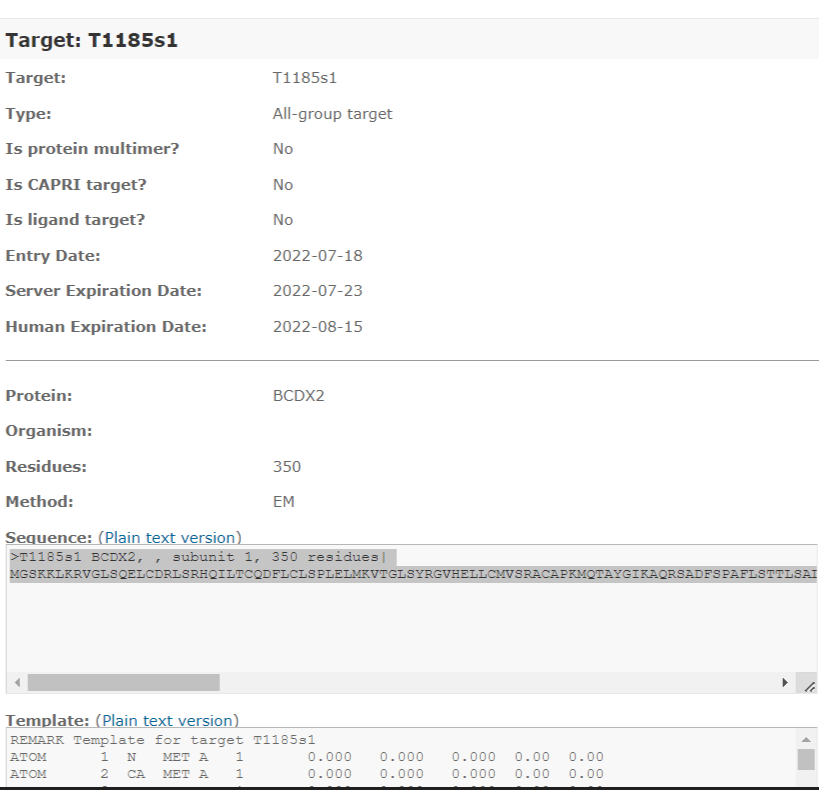 Target: T1185s1
Target: T1185s1
Type: All-group target
Is protein multimer? No
Is CAPRI target? No
Is ligand target? No
Entry Date: 2022-07-18
Server Expiration Date: 2022-07-23
Human Expiration Date: 2022-08-15
Protein: BCDX2
Organism:
Residues: 350
Method: EM
Sequence: (Plain text version)
>T1185s1 BCDX2, , subunit 1, 350 residues|
MGSKKLKRVGLSQELCDRLSRHQILTCQDFLCLSPLELMKVTGLSYRGVHELLCMVSRACAPKMQTAYGIKAQRSADFSPAFLSTTLSAL
Template: (Plain text version)
REMARK Template for target T1185s1
ATOM 1 N MET A 1 0.000 0.000 0.000 0.00 0.00
ATOM 2 CA MET A 1 0.000 0.000 0.000 0.00 0.00